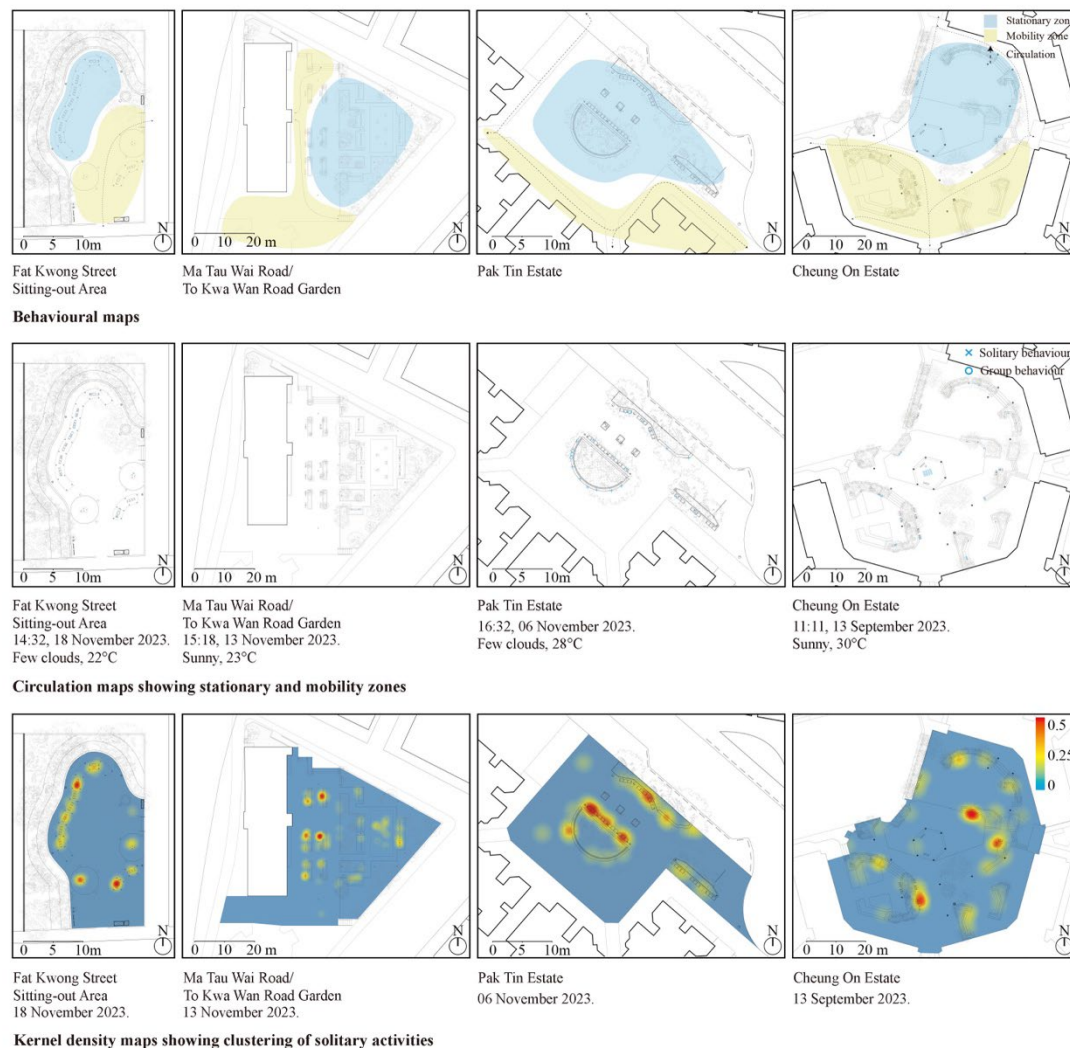 Stationary zon
Mobility zone
Circulation
N
0 5 10m
N
0 10 20 m
N
0 5 10m
N
0 10 20 m
Fat Kwong Street
Sitting-out Area
Ma Tau Wai Road/
To Kwa Wan Road Garden
Pak Tin Estate
Cheung On Estate
Behavioural maps
Solitary behaviour
Group behaviour
N
0 5 10m
N
0 10 20 m
N
0 5 10m
N
0 10 20 m
Fat Kwong Street
Sitting-out Area
14:32, 18 November 2023.
Few clouds, 22°C
Ma Tau Wai Road/
To Kwa Wan Road Garden
15:18, 13 November 2023.
Sunny, 23°C
Pak Tin Estate
16:32, 06 November 2023.
Few clouds, 28°C
Cheung On Estate
11:11, 13 September 2023.
Sunny, 30°C
Circulation maps showing stationary and mobility zones
0.5
0.25
0
N
0 5 10m
N
0 10 20 m
N
0 5 10m
N
0 10 20 m
Fat Kwong Street
Sitting-out Area
18 November 2023.
Ma Tau Wai Road/
To Kwa Wan Road Garden
13 November 2023.
Pak Tin Estate
06 November 2023.
Cheung On Estate
13 September 2023.
Kernel density maps showing clustering of solitary activities